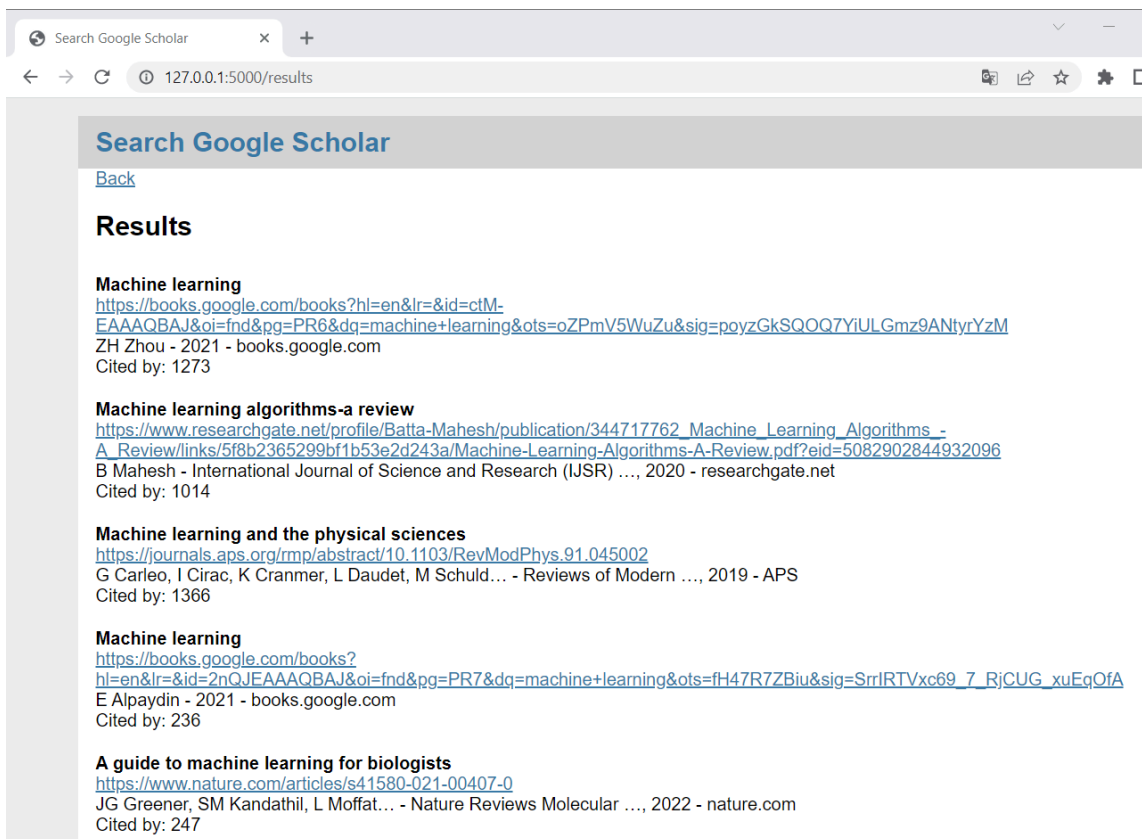 Search Google Scholar
127.0.0.1:5000/results
Search Google Scholar
Back
Results
Machine learning
https://books.google.com/books?hl=en&lr=&id=ctM-
EAAAQBAJ&oi=fnd&pg=PR6&dq=machine+learning&ots=oZPmV5WuZu&sig=poyzGkSQOQ7YiULGmz9ANtyrYzM
ZH Zhou - 2021 - books.google.com
Cited by: 1273
Machine learning algorithms-a review
https://www.researchgate.net/profile/Batta-Mahesh/publication/344717762_Machine_Learning_Algorithms_-
A_Review/links/5f8b2365299bf1b53e2d243a/Machine-Learning-Algorithms-A-Review.pdf?eid=5082902844932096
B Mahesh - International Journal of Science and Research (IJSR) …, 2020 - researchgate.net
Cited by: 1014
Machine learning and the physical sciences
https://journals.aps.org/rmp/abstract/10.1103/RevModPhys.91.045002
G Carleo, I Cirac, K Cranmer, L Daudet, M Schuld… - Reviews of Modern …, 2019 - APS
Cited by: 1366
Machine learning
https://books.google.com/books?
hl=en&lr=&id=2nQJEAAAQBAJ&oi=fnd&pg=PR7&dq=machine+learning&ots=fH47R7ZBiu&sig=SrrIRTVxc69_7_RjCUG_xuEqOfA
E Alpaydin - 2021 - books.google.com
Cited by: 236
A guide to machine learning for biologists
https://www.nature.com/articles/s41580-021-00407-0
JG Greener, SM Kandathil, L Moffat… - Nature Reviews Molecular …, 2022 - nature.com
Cited by: 247